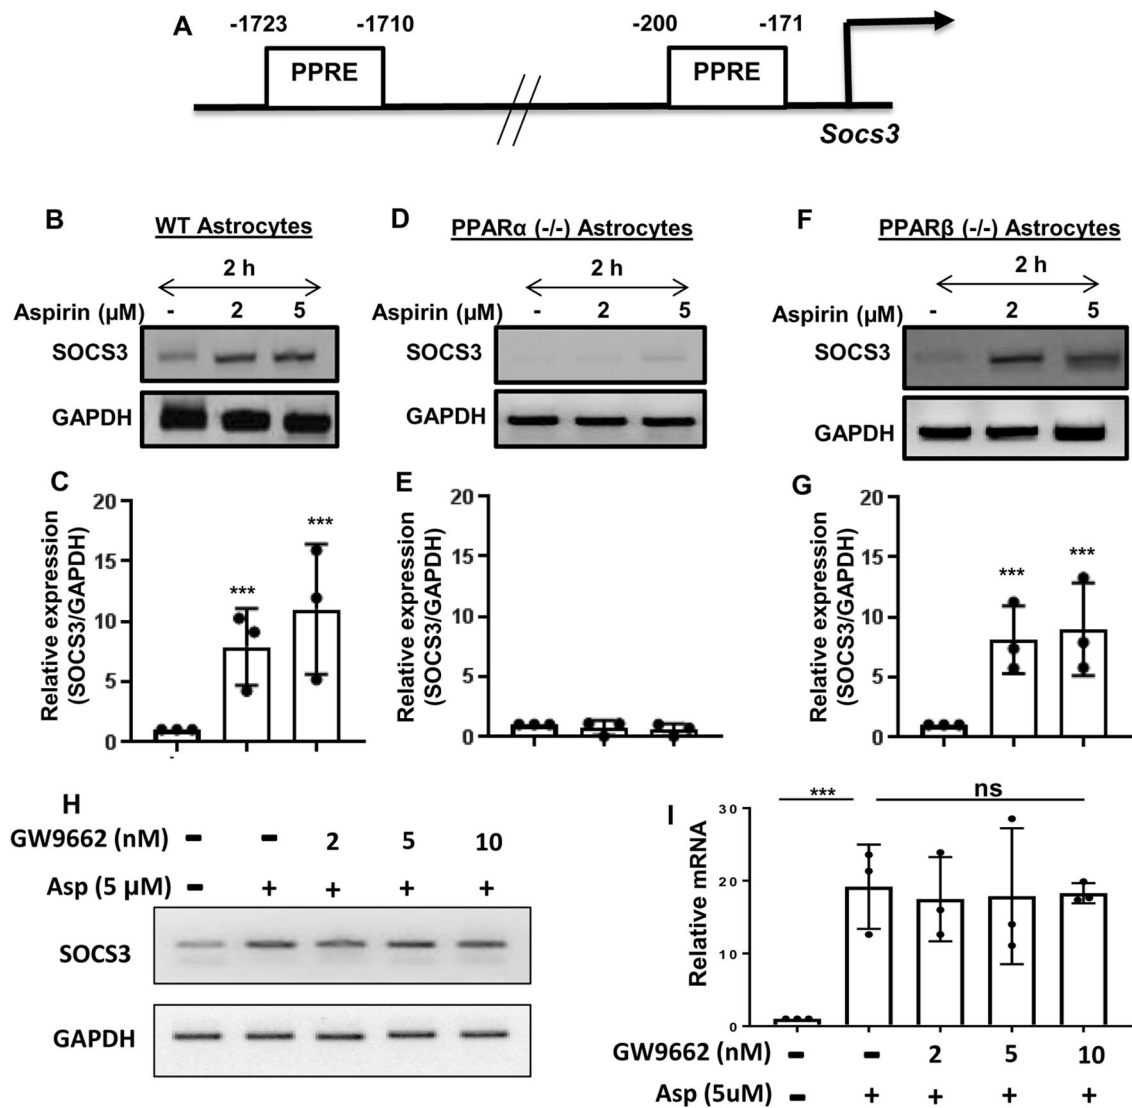 A
-1723 -1710 -200 -171
PPRE PPRE
Socs3
B WT Astrocytes
2 h
Aspirin (μM) - 2 5
SOCS3
GAPDH
D PPARα (-/-) Astrocytes
2 h
Aspirin (μM) - 2 5
SOCS3
GAPDH
F PPARβ (-/-) Astrocytes
2 h
Aspirin (μM) - 2 5
SOCS3
GAPDH
C
Relative expression
(SOCS3/GAPDH)
20
15
10
5
0
***
***
E
Relative expression
(SOCS3/GAPDH)
20
15
10
5
0
G
Relative expression
(SOCS3/GAPDH)
20
15
10
5
0
***
***
H
GW9662 (nM) - - 2 5 10
Asp (5 μM) - + + + +
SOCS3
GAPDH
I
*** ns
Relative mRNA
30
20
10
0
GW9662 (nM) - - 2 5 10
Asp (5uM) - + + + +